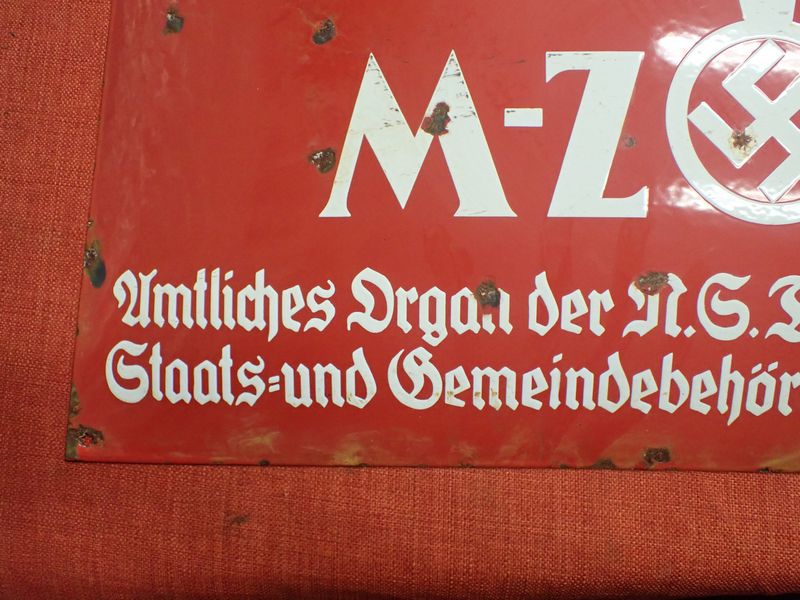 M-Z
Amtliches Organ der N.S.D
Staats=und Gemeindebehör